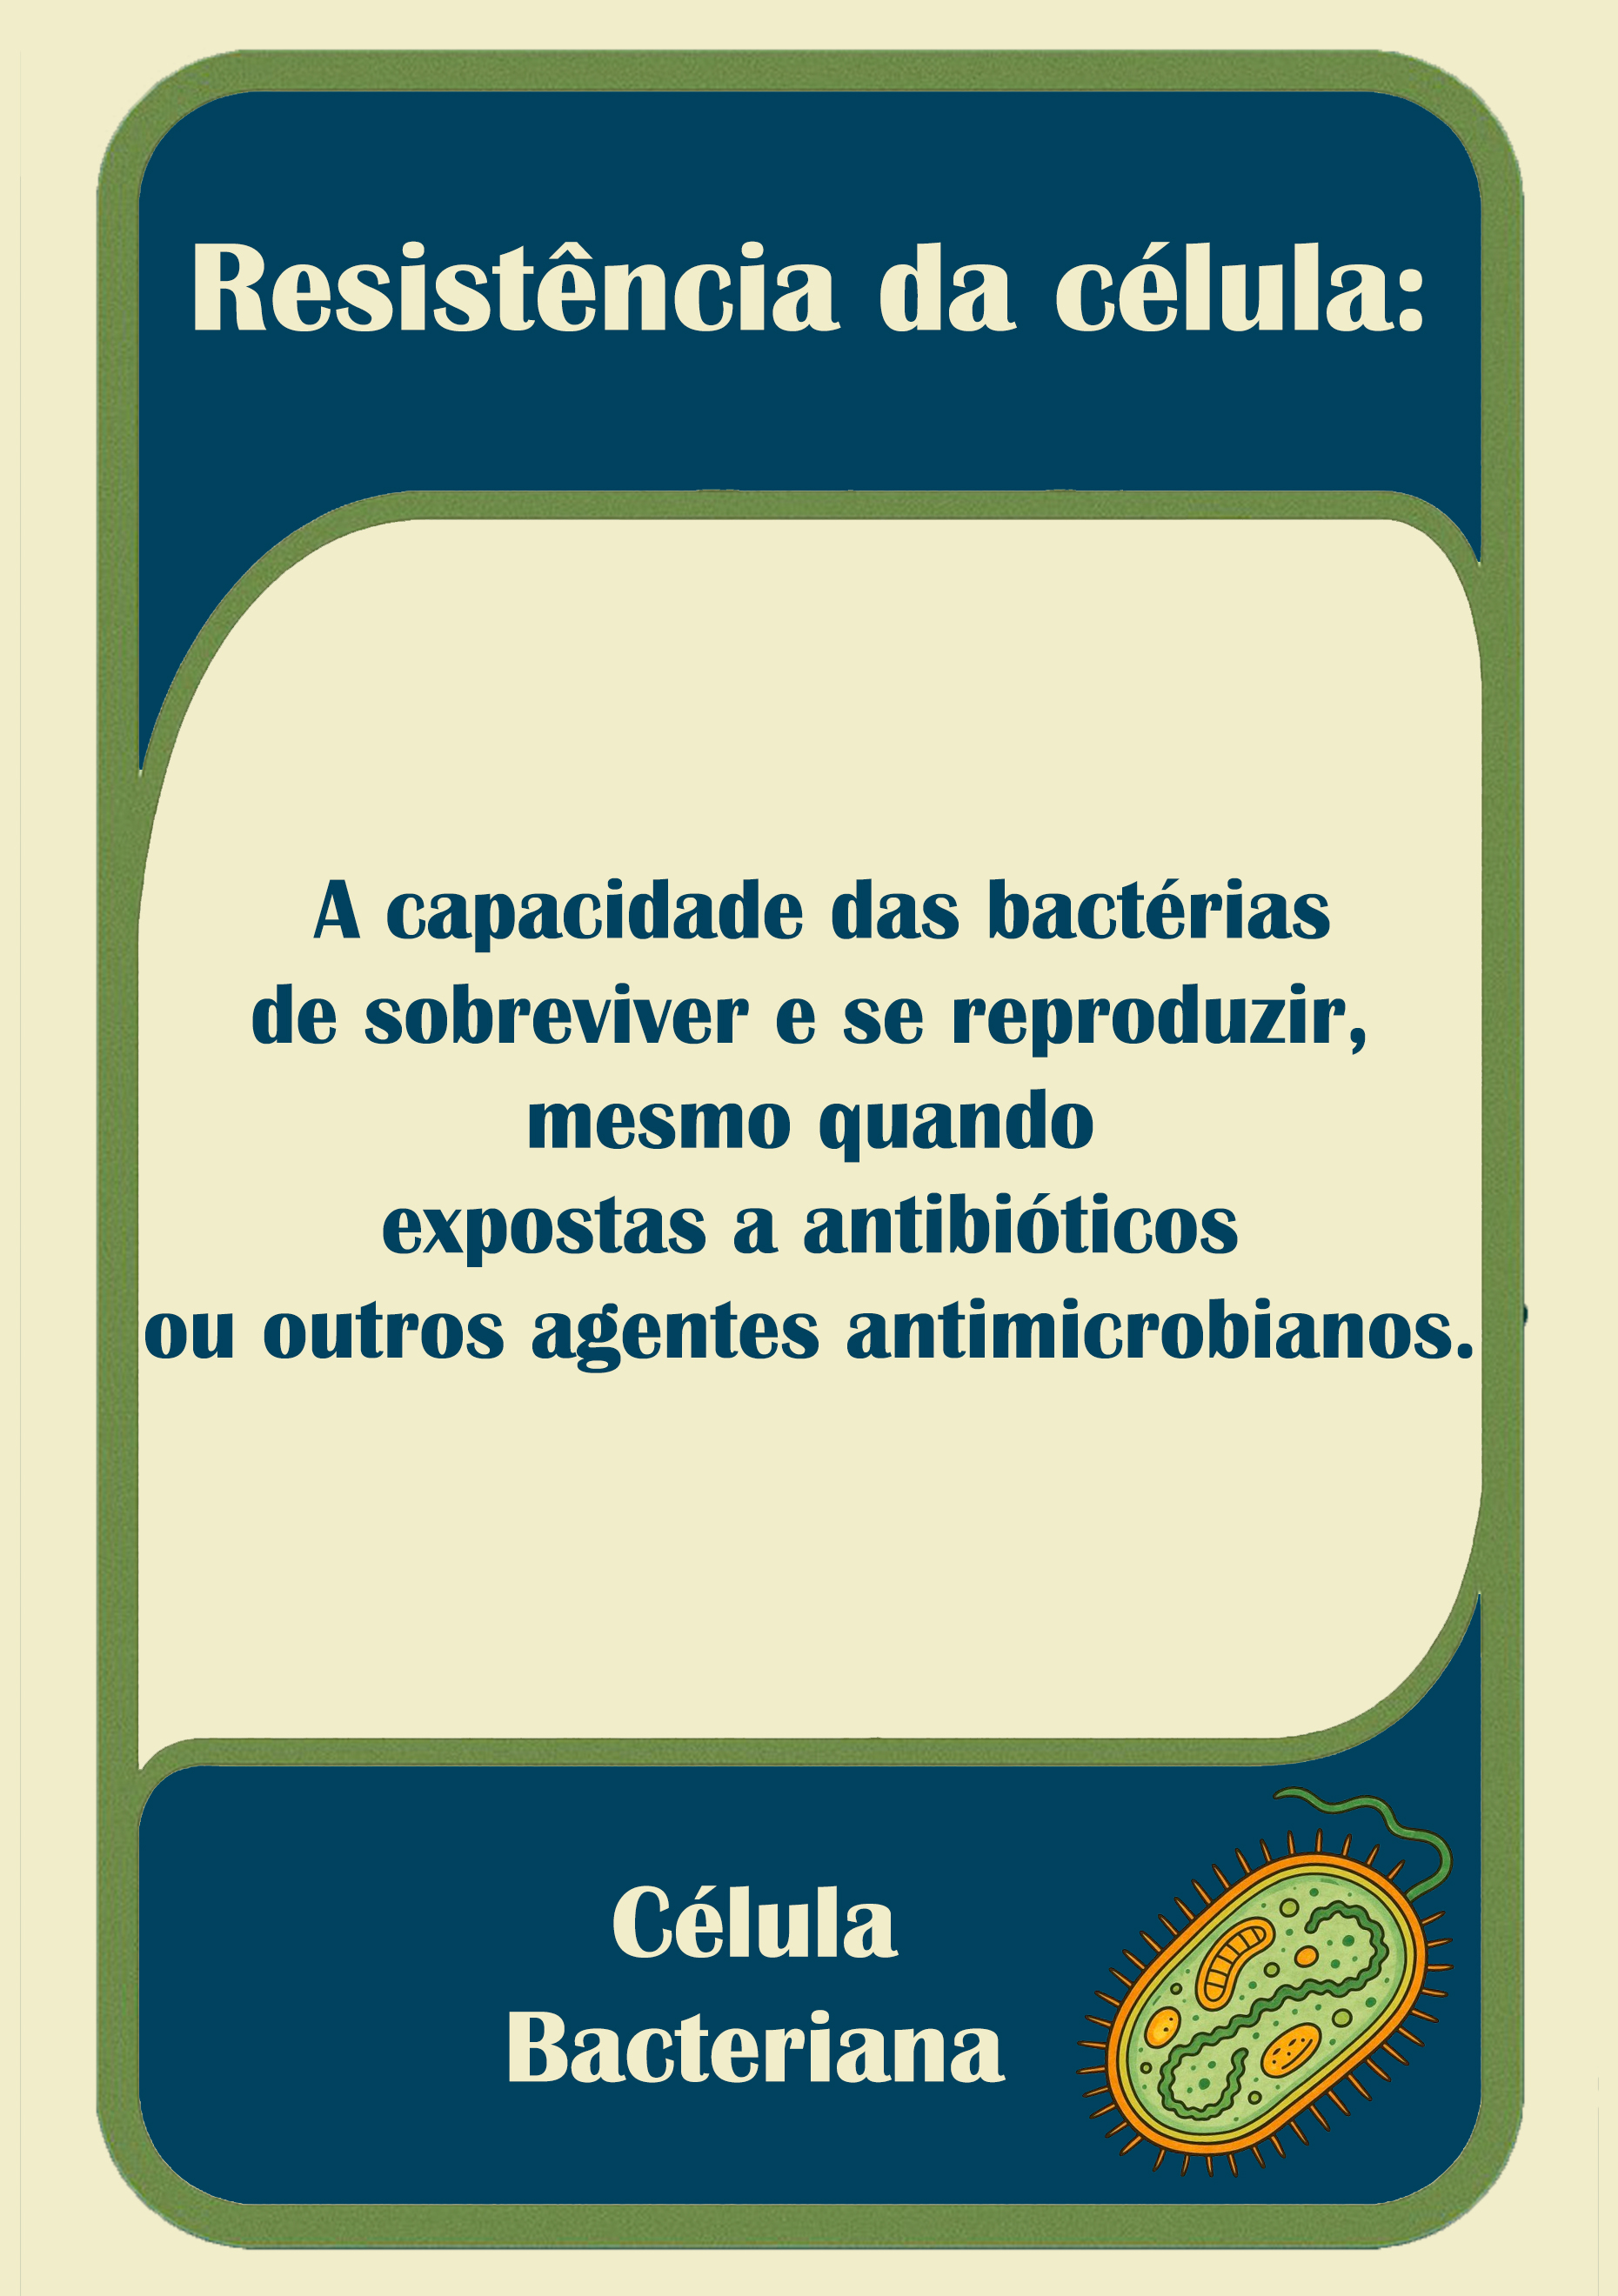 Resistência da célula:
A capacidade das bactérias
de sobreviver e se reproduzir,
mesmo quando
expostas a antibióticos
ou outros agentes antimicrobianos.
Célula
Bacteriana